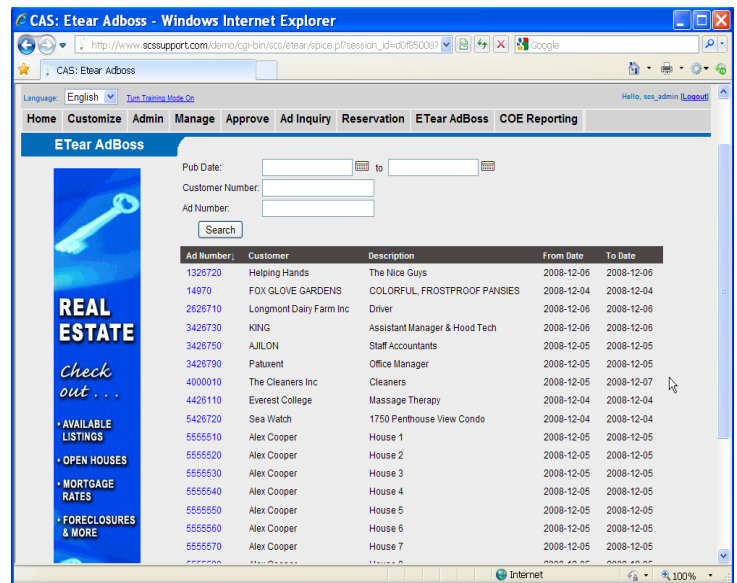 CAS: Etear Adboss - Windows Internet Explorer
http://www.scssupport.com/demo/cgi-bin/scs/etear/spice.pl?session_id=d0f850087
Google
CAS: Etear Adboss
Language: English Turn Training Mode On
Hello, scs_admin [Logout]
Home Customize Admin Manage Approve Ad Inquiry Reservation ETear AdBoss COE Reporting
ETear AdBoss
Pub Date: to
Customer Number:
Ad Number:
Search
Ad Number↓ Customer Description From Date To Date
1326720 Helping Hands The Nice Guys 2008-12-06 2008-12-06
14970 FOX GLOVE GARDENS COLORFUL, FROSTPROOF PANSIES 2008-12-04 2008-12-04
2626710 Longmont Dairy Farm Inc Driver 2008-12-06 2008-12-06
3426730 KING Assistant Manager & Hood Tech 2008-12-06 2008-12-06
3426750 AJILON Staff Accountants 2008-12-05 2008-12-05
3426790 Patuxent Office Manager 2008-12-05 2008-12-05
4000010 The Cleaners Inc Cleaners 2008-12-05 2008-12-07
4426110 Everest College Massage Therapy 2008-12-04 2008-12-04
5426720 Sea Watch 1750 Penthouse View Condo 2008-12-04 2008-12-04
5555510 Alex Cooper House 1 2008-12-05 2008-12-05
5555520 Alex Cooper House 2 2008-12-05 2008-12-05
5555530 Alex Cooper House 3 2008-12-05 2008-12-05
5555540 Alex Cooper House 4 2008-12-05 2008-12-05
5555550 Alex Cooper House 5 2008-12-05 2008-12-05
5555560 Alex Cooper House 6 2008-12-05 2008-12-05
5555570 Alex Cooper House 7 2008-12-05 2008-12-05
REAL
ESTATE
Check
out . . .
• AVAILABLE
LISTINGS
• OPEN HOUSES
• MORTGAGE
RATES
• FORECLOSURES
& MORE
Internet
100%